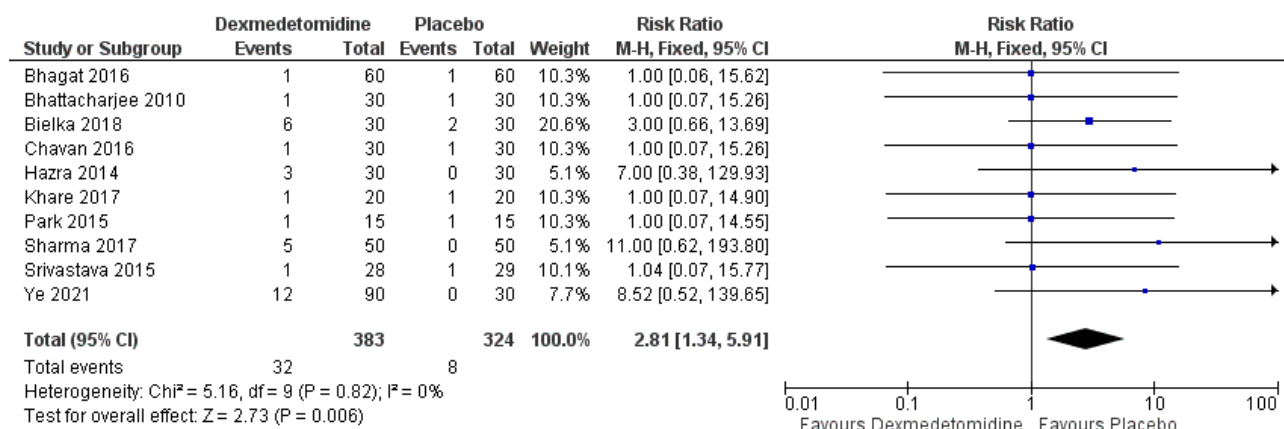 Dexmedetomidine Placebo Risk Ratio Risk Ratio
Study or Subgroup Events Total Events Total Weight M-H, Fixed, 95% CI M-H, Fixed, 95% CI
Bhagat 2016 1 60 1 60 10.3% 1.00 [0.06, 15.62]
Bhattacharjee 2010 1 30 1 30 10.3% 1.00 [0.07, 15.26]
Bielka 2018 6 30 2 30 20.6% 3.00 [0.66, 13.69]
Chavan 2016 1 30 1 30 10.3% 1.00 [0.07, 15.26]
Hazra 2014 3 30 0 30 5.1% 7.00 [0.38, 129.93]
Khare 2017 1 20 1 20 10.3% 1.00 [0.07, 14.90]
Park 2015 1 15 1 15 10.3% 1.00 [0.07, 14.55]
Sharma 2017 5 50 0 50 5.1% 11.00 [0.62, 193.80]
Srivastava 2015 1 28 1 29 10.1% 1.04 [0.07, 15.77]
Ye 2021 12 90 0 30 7.7% 8.52 [0.52, 139.65]
Total (95% CI) 383 324 100.0% 2.81 [1.34, 5.91]
Total events 32 8
Heterogeneity: Chi² = 5.16, df = 9 (P = 0.82); I² = 0%
Test for overall effect: Z = 2.73 (P = 0.006)
0.01 0.1 1 10 100
Favours Dexmedetomidine Favours Placebo